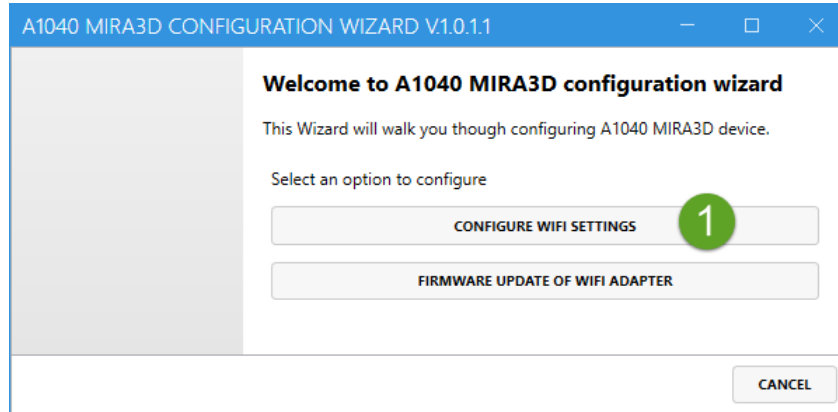 A1040 MIRA3D CONFIGURATION WIZARD V.1.0.1.1
Welcome to A1040 MIRA3D configuration wizard
This Wizard will walk you though configuring A1040 MIRA3D device.
Select an option to configure
CONFIGURE WIFI SETTINGS 1
FIRMWARE UPDATE OF WIFI ADAPTER
CANCEL